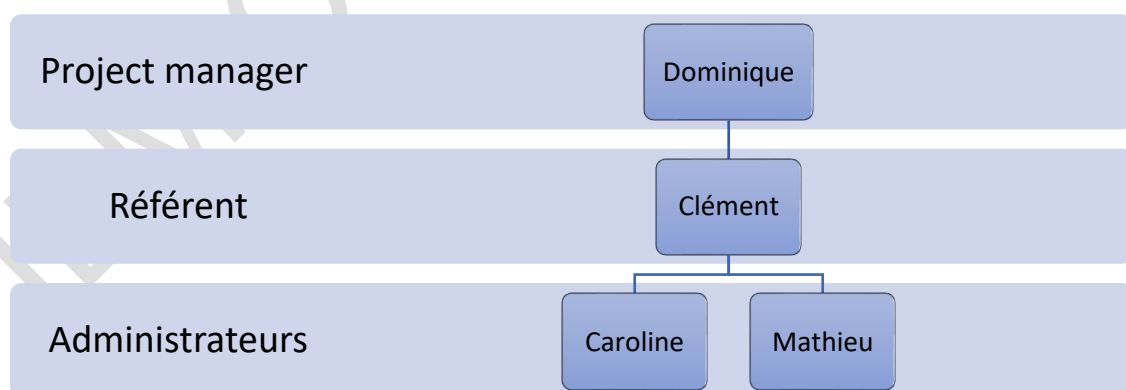 Project manager
Dominique
Référent
Clément
Administrateurs
Caroline
Mathieu